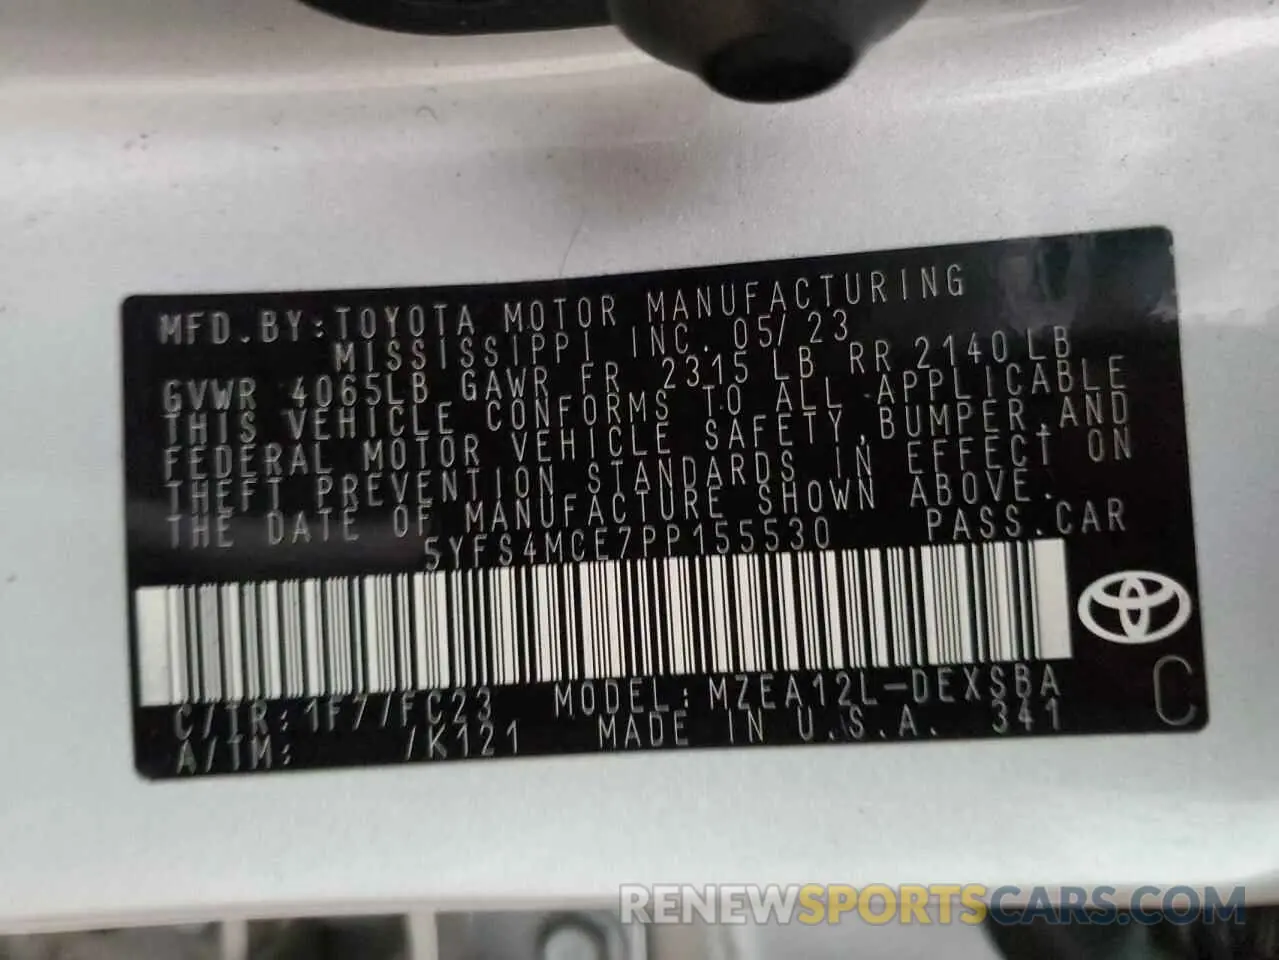 MFD.BY:TOYOTA MOTOR MANUFACTURING
MISSISSIPPI INC. 05/23
GVWR 4065LB GAWR FR 2315 LB RR 2140LB
THIS VEHICLE CONFORMS TO ALL APPLICABLE
FEDERAL MOTOR VEHICLE SAFETY,BUMPER,AND
THEFT PREVENTION STANDARDS IN EFFECT ON
THE DATE OF MANUFACTURE SHOWN ABOVE.
5YFS4MCE7PP155530 PASS.CAR
C/TR:1F7/FC23 MODEL:MZEA12L-DEXSBA
A/TM: /K121 MADE IN U.S.A. 341
C
RENEWSPORTSCARS.COM